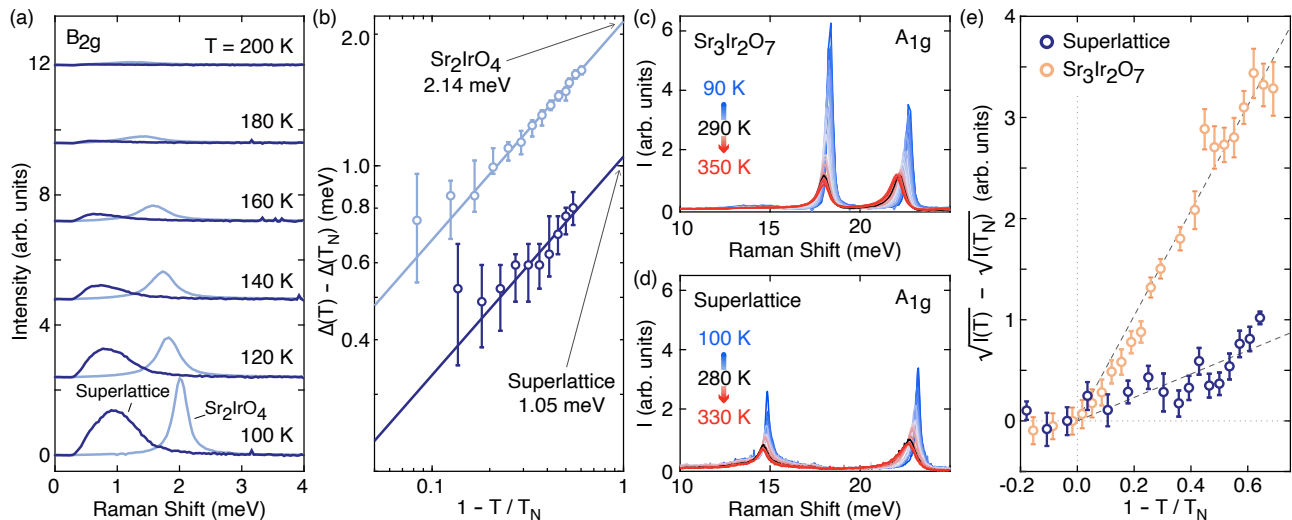 (a)
B2g
T = 200 K
180 K
160 K
140 K
120 K
100 K
Superlattice
Sr2IrO4
12
8
4
0
Intensity (arb. units)
0 1 2 3 4
Raman Shift (meV)
(b)
Sr2IrO4
2.14 meV
Superlattice
1.05 meV
2.0
1.0
0.8
0.6
0.4
Δ(T) − Δ(TN) (meV)
0.1 1
1 − T / TN
(c)
Sr3Ir2O7
A1g
90 K
290 K
350 K
6
4
2
0
I (arb. units)
10 15 20
Raman Shift (meV)
(d)
Superlattice
A1g
100 K
280 K
330 K
6
4
2
0
I (arb. units)
10 15 20
Raman Shift (meV)
(e)
Superlattice
Sr3Ir2O7
4
3
2
1
0
√I(T) − √I(TN) (arb. units)
-0.2 0.0 0.2 0.4 0.6
1 − T / TN